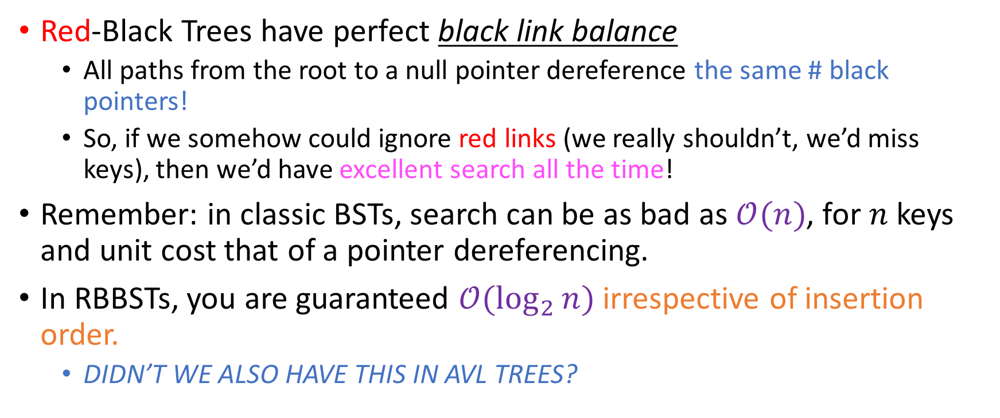 • Red-Black Trees have perfect black link balance
• All paths from the root to a null pointer dereference the same # black
pointers!
• So, if we somehow could ignore red links (we really shouldn’t, we’d miss
keys), then we’d have excellent search all the time!
• Remember: in classic BSTs, search can be as bad as 𝒪(𝑛), for 𝑛 keys
and unit cost that of a pointer dereferencing.
• In RBBSTs, you are guaranteed 𝒪(log₂ 𝑛) irrespective of insertion
order.
• DIDN’T WE ALSO HAVE THIS IN AVL TREES?